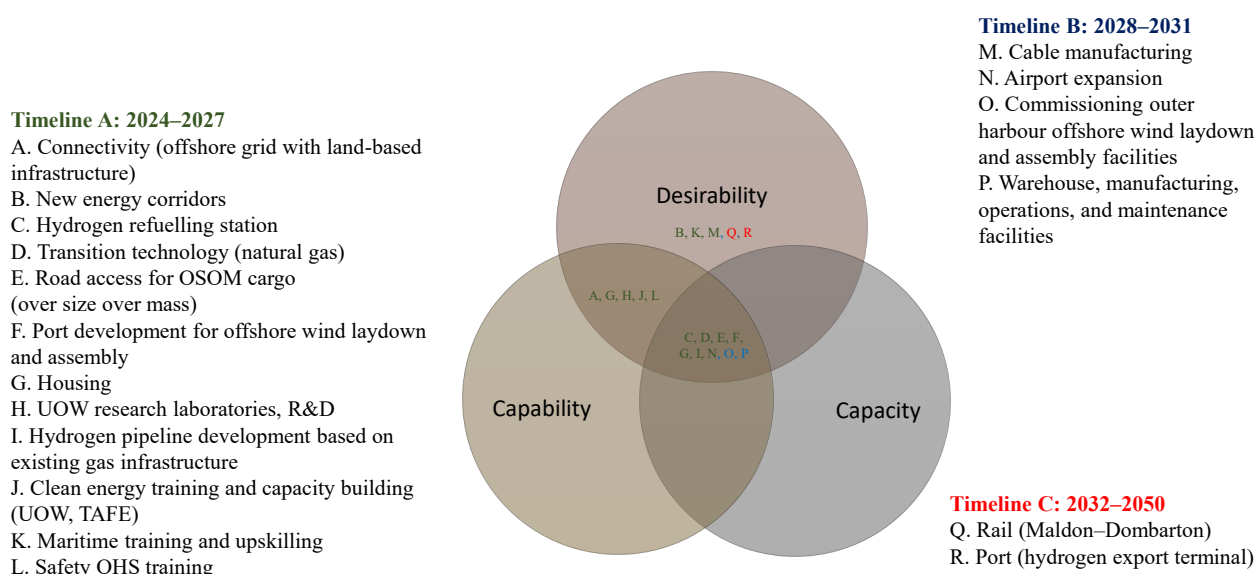 Timeline A: 2024–2027
A. Connectivity (offshore grid with land-based
infrastructure)
B. New energy corridors
C. Hydrogen refuelling station
D. Transition technology (natural gas)
E. Road access for OSOM cargo
(over size over mass)
F. Port development for offshore wind laydown
and assembly
G. Housing
H. UOW research laboratories, R&D
I. Hydrogen pipeline development based on
existing gas infrastructure
J. Clean energy training and capacity building
(UOW, TAFE)
K. Maritime training and upskilling
L. Safety OHS training
Desirability
B, K, M, Q, R
A, G, H, J, L
C, D, E, F,
G, I, N, O, P
Capability
Capacity
Timeline B: 2028–2031
M. Cable manufacturing
N. Airport expansion
O. Commissioning outer
harbour offshore wind laydown
and assembly facilities
P. Warehouse, manufacturing,
operations, and maintenance
facilities
Timeline C: 2032–2050
Q. Rail (Maldon–Dombarton)
R. Port (hydrogen export terminal)